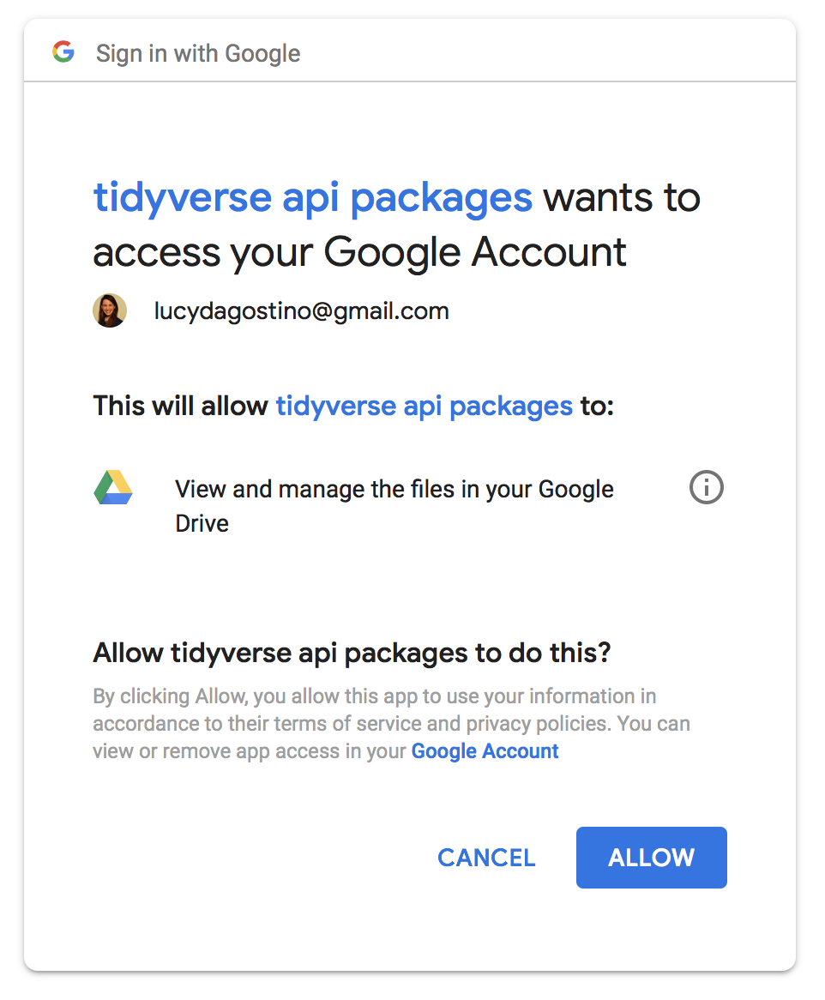 Sign in with Google
tidyverse api packages wants to
access your Google Account
lucydagostino@gmail.com
This will allow tidyverse api packages to:
View and manage the files in your Google
Drive
Allow tidyverse api packages to do this?
By clicking Allow, you allow this app to use your information in
accordance to their terms of service and privacy policies. You can
view or remove app access in your Google Account
CANCEL
ALLOW